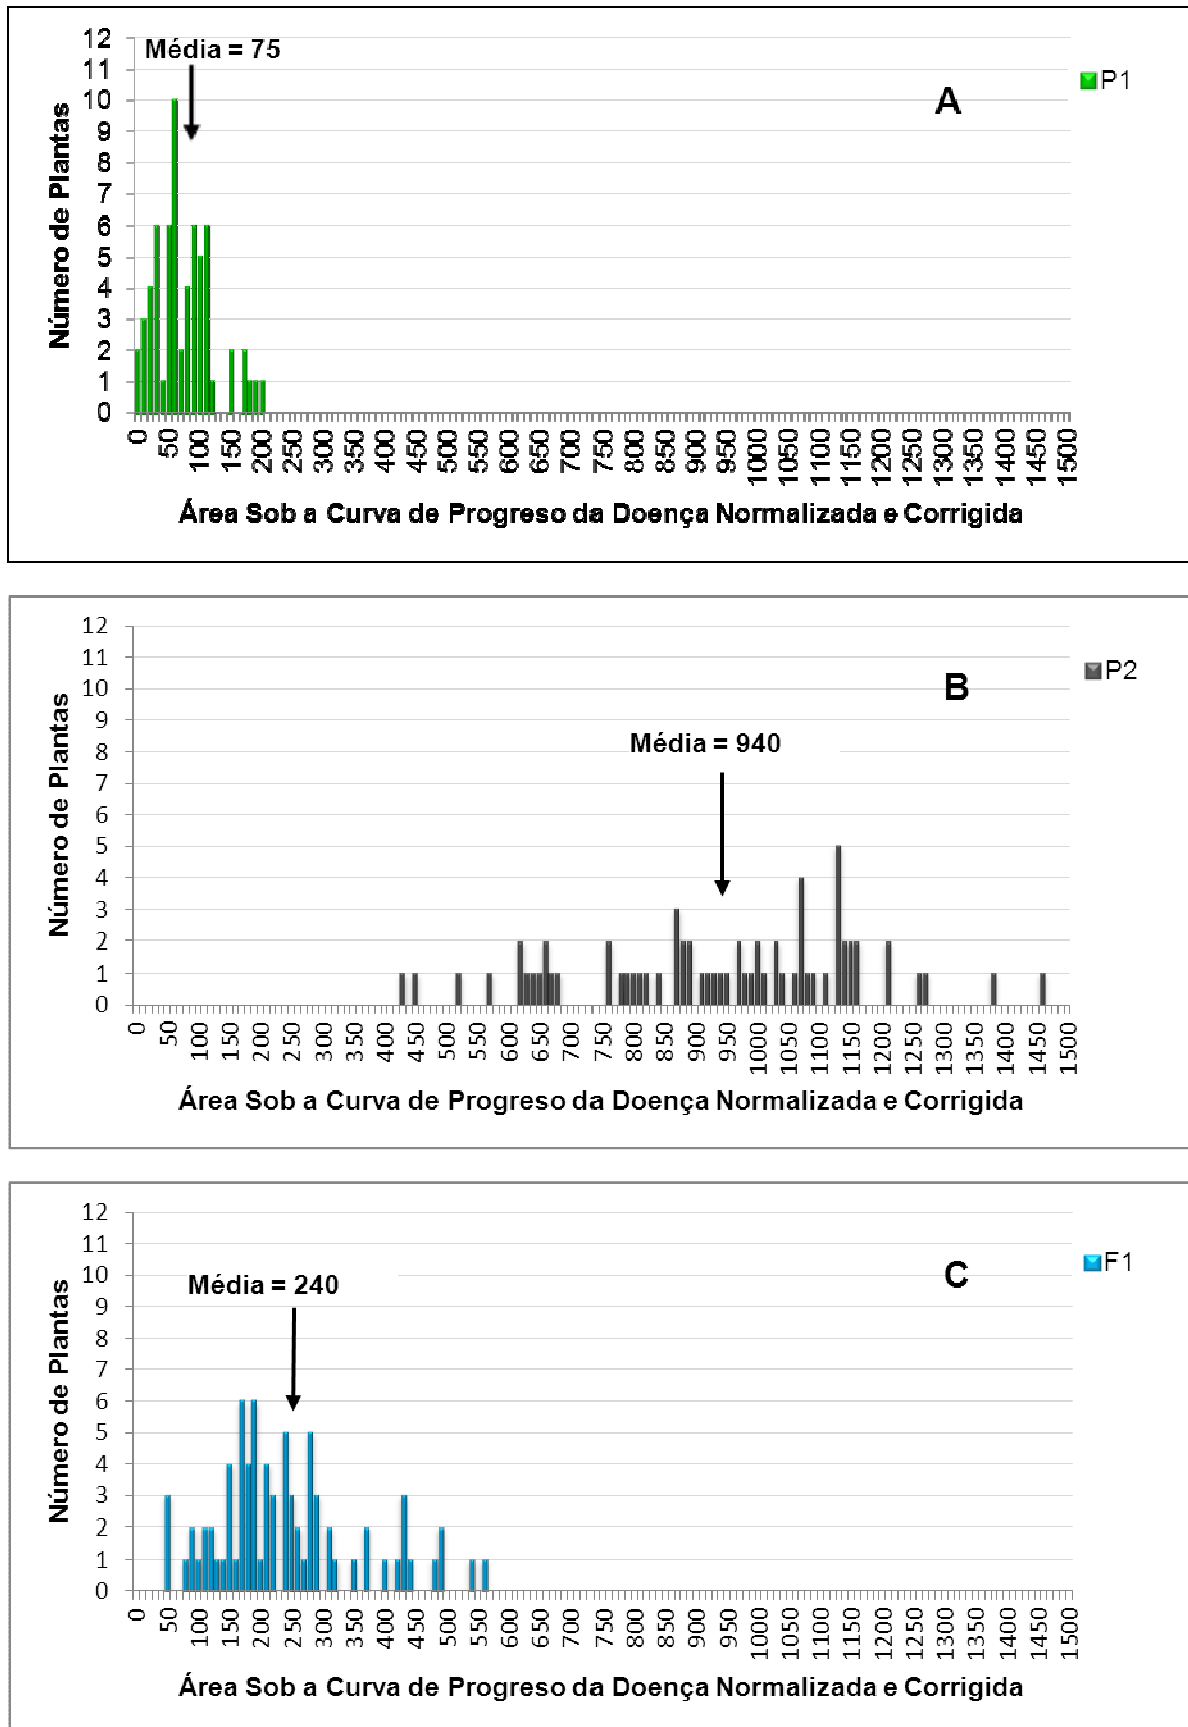 12
Média = 75
11
10
9
8
7
6
5
4
3
2
1
0
Número de Plantas
A
P1
0 50 100 150 200 250 300 350 400 450 500 550 600 650 700 750 800 850 900 950 1000 1050 1100 1150 1200 1250 1300 1350 1400 1450 1500
Área Sob a Curva de Progreso da Doença Normalizada e Corrigida
12
11
10
9
8
7
6
5
4
3
2
1
0
Número de Plantas
B
P2
Média = 940
0 50 100 150 200 250 300 350 400 450 500 550 600 650 700 750 800 850 900 950 1000 1050 1100 1150 1200 1250 1300 1350 1400 1450 1500
Área Sob a Curva de Progreso da Doença Normalizada e Corrigida
12
11
10
9
8
7
6
5
4
3
2
1
0
Número de Plantas
C
F1
Média = 240
0 50 100 150 200 250 300 350 400 450 500 550 600 650 700 750 800 850 900 950 1000 1050 1100 1150 1200 1250 1300 1350 1400 1450 1500
Área Sob a Curva de Progreso da Doença Normalizada e Corrigida